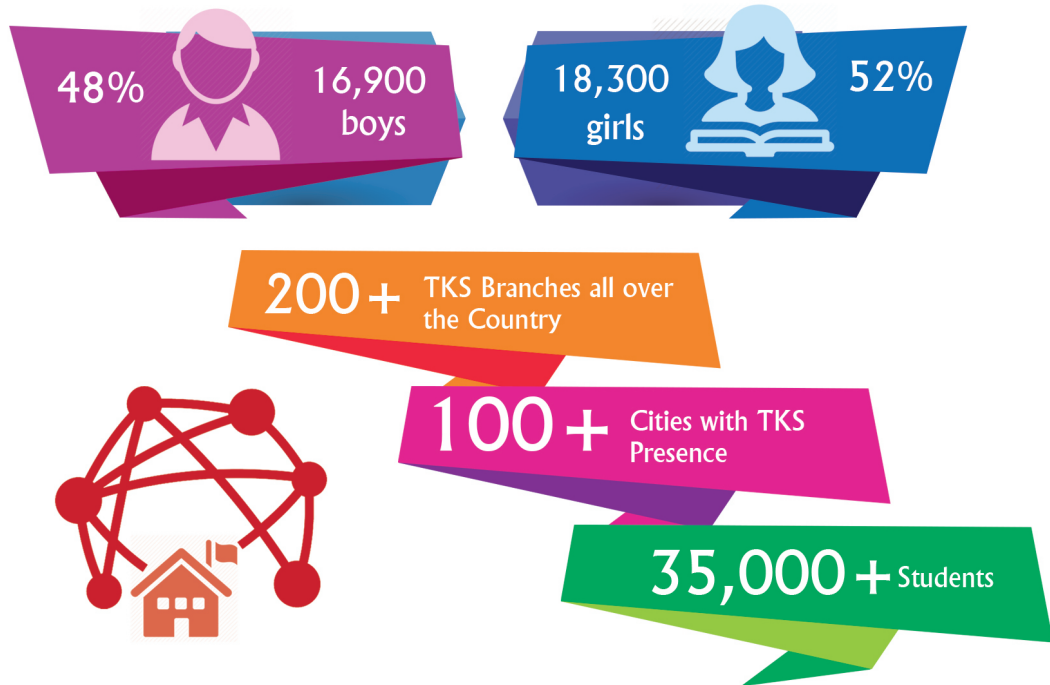 48%
16,900
boys
18,300
girls
52%
200+ TKS Branches all over
the Country
100+ Cities with TKS
Presence
35,000+ Students